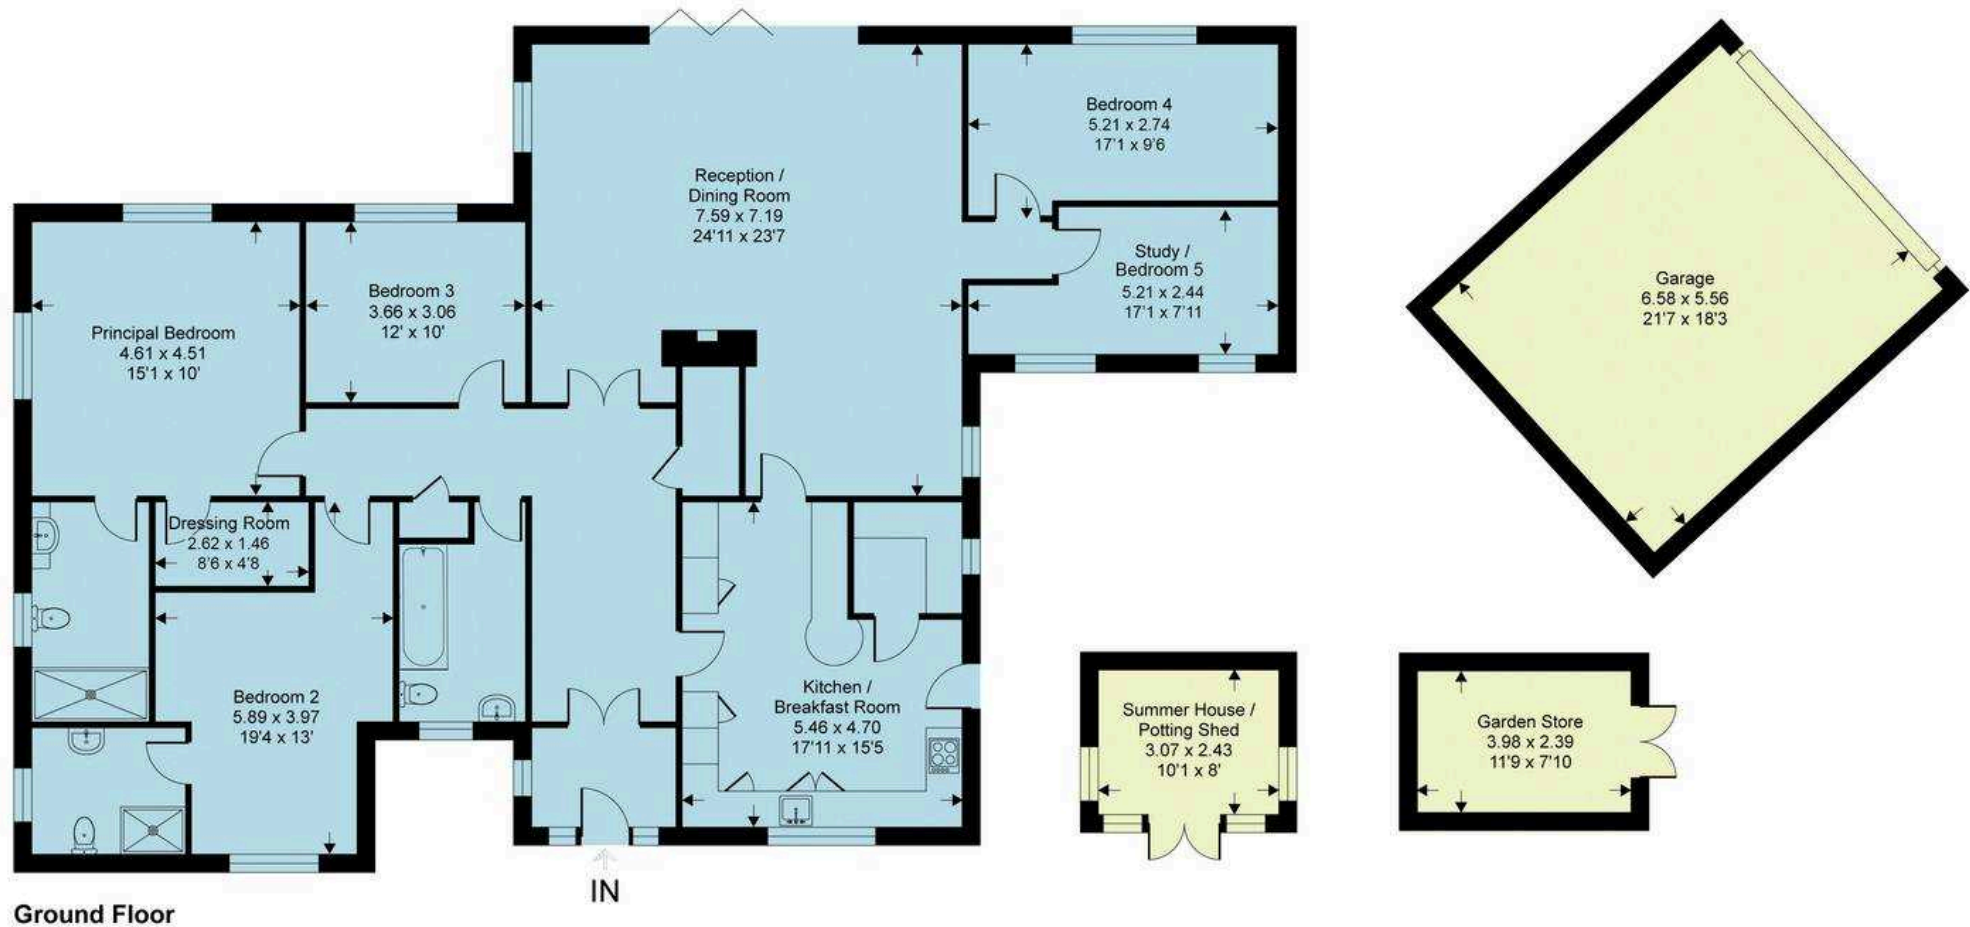 Bedroom 4
5.21 x 2.74
17'1 x 9'6
Reception /
Dining Room
7.59 x 7.19
24'11 x 23'7
Study /
Bedroom 5
5.21 x 2.44
17'1 x 7'11
Garage
6.58 x 5.56
21'7 x 18'3
Bedroom 3
3.66 x 3.06
12' x 10'
Principal Bedroom
4.61 x 4.51
15'1 x 10'
Dressing Room
2.62 x 1.46
8'6 x 4'8
Bedroom 2
5.89 x 3.97
19'4 x 13'
Kitchen /
Breakfast Room
5.46 x 4.70
17'11 x 15'5
Summer House /
Potting Shed
3.07 x 2.43
10'1 x 8'
Garden Store
3.98 x 2.39
11'9 x 7'10
IN
Ground Floor